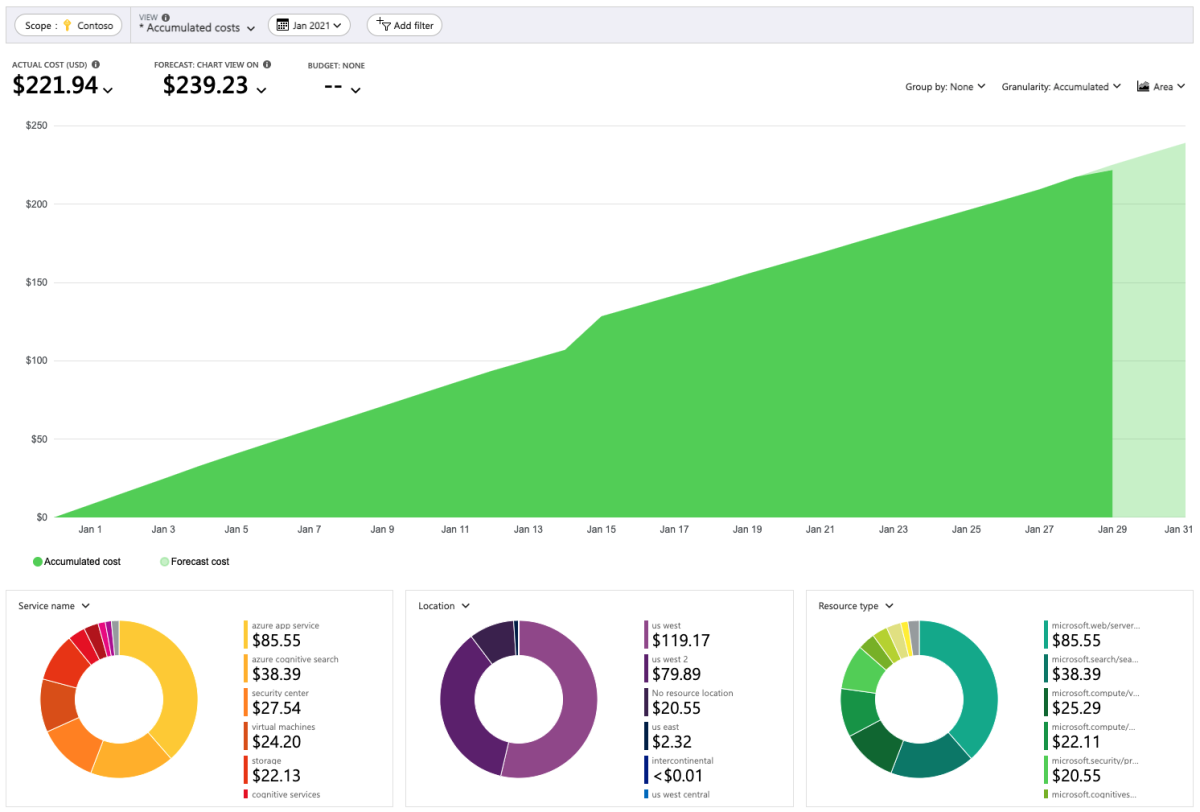 Scope : Contoso
VIEW
* Accumulated costs
Jan 2021
Add filter
ACTUAL COST (USD)
$221.94
FORECAST: CHART VIEW ON
$239.23
BUDGET: NONE
--
Group by: None
Granularity: Accumulated
Area
$250
$200
$150
$100
$50
$0
Jan 1 Jan 3 Jan 5 Jan 7 Jan 9 Jan 11 Jan 13 Jan 15 Jan 17 Jan 19 Jan 21 Jan 23 Jan 25 Jan 27 Jan 29 Jan 31
Accumulated cost Forecast cost
Service name
azure app service
$85.55
azure cognitive search
$38.39
security center
$27.54
virtual machines
$24.20
storage
$22.13
cognitive services
Location
us west
$119.17
us west 2
$79.89
No resource location
$20.55
us east
$2.32
intercontinental
<$0.01
us west central
Resource type
microsoft.web/server...
$85.55
microsoft.search/sea...
$38.39
microsoft.compute/v...
$25.29
microsoft.compute/...
$22.11
microsoft.security/pr...
$20.55
microsoft.cognitives...